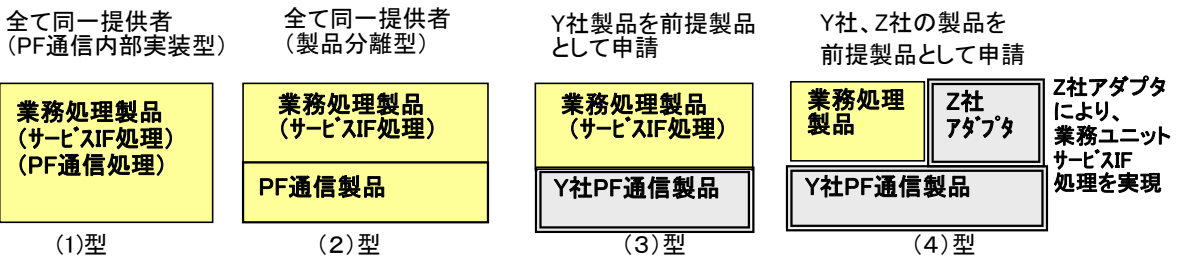 全て同一提供者
(PF通信内部実装型)
業務処理製品
(サービスIF処理)
(PF通信処理)
(1)型
全て同一提供者
(製品分離型)
業務処理製品
(サービスIF処理)
PF通信製品
(2)型
Y社製品を前提製品
として申請
業務処理製品
(サービスIF処理)
Y社PF通信製品
(3)型
Y社、Z社の製品を
前提製品として申請
業務処理
製品
Z社
アダプタ
Y社PF通信製品
(4)型
Z社アダプタ
により、
業務ユニット
サービスIF
処理を実現